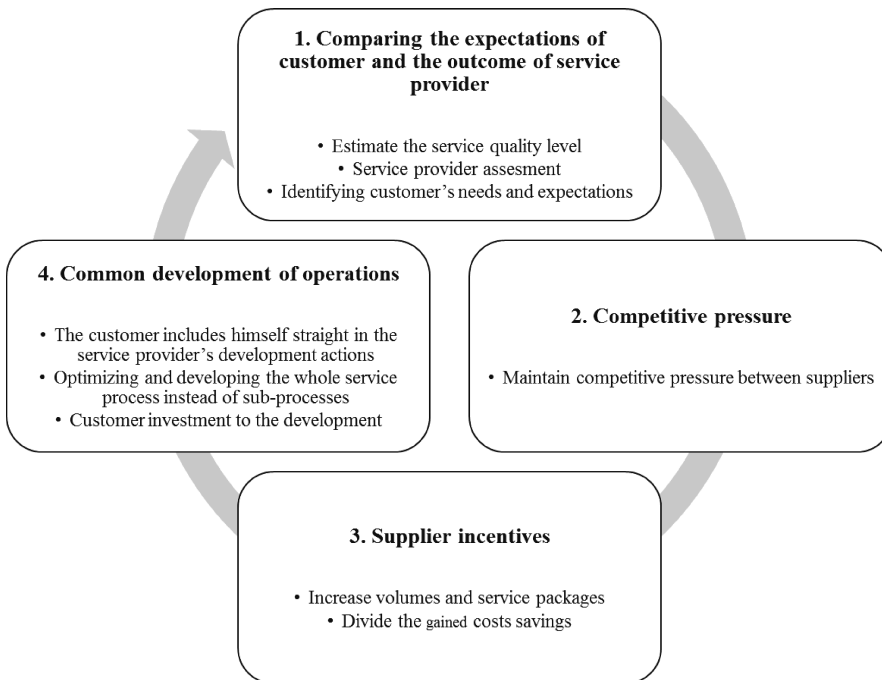 1. Comparing the expectations of
customer and the outcome of service
provider
• Estimate the service quality level
• Service provider assesment
• Identifying customer's needs and expectations
2. Competitive pressure
• Maintain competitive pressure between suppliers
3. Supplier incentives
• Increase volumes and service packages
• Divide the gained costs savings
4. Common development of operations
• The customer includes himself straight in the
service provider's development actions
• Optimizing and developing the whole service
process instead of sub-processes
• Customer investment to the development